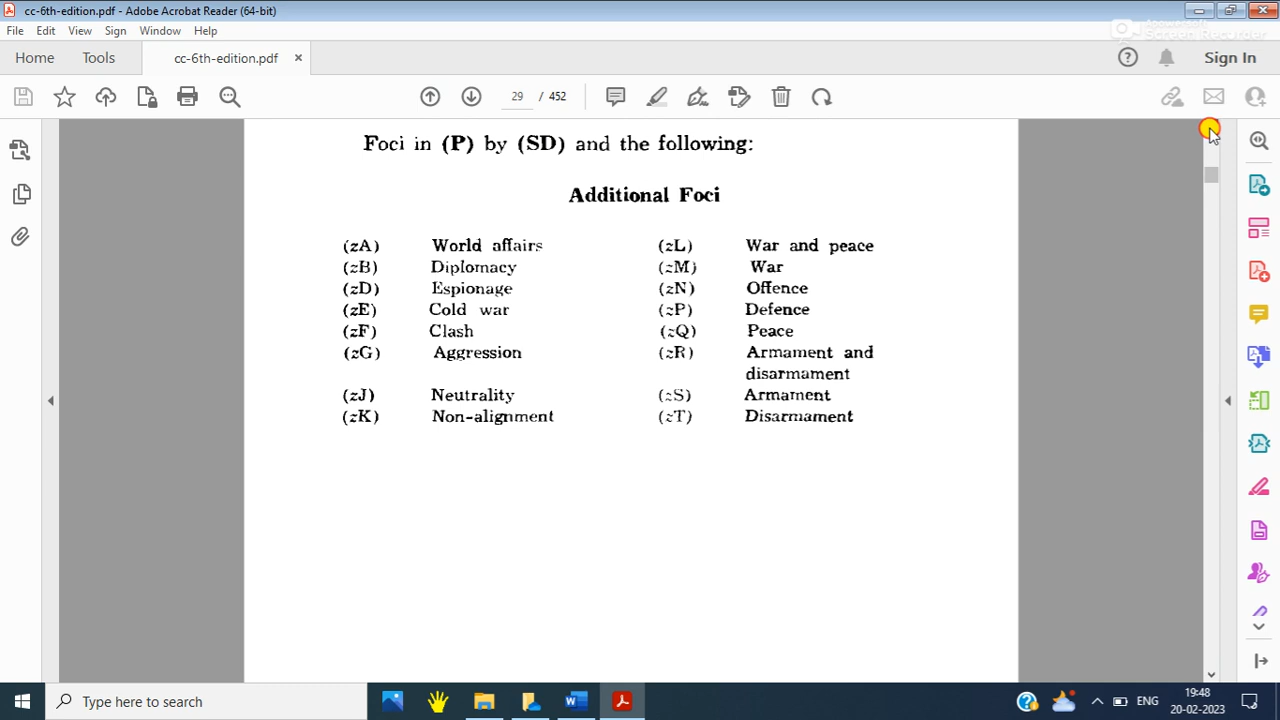 cc-6th-edition.pdf - Adobe Acrobat Reader (64-bit)
File Edit View Sign Window Help
Screen Recorder
Home Tools cc-6th-edition.pdf × Sign In
29 / 452
Foci in (P) by (SD) and the following:
Additional Foci
(zA) World affairs (zL) War and peace
(zB) Diplomacy (zM) War
(zD) Espionage (zN) Offence
(zE) Cold war (zP) Defence
(zF) Clash (zQ) Peace
(zG) Aggression (zR) Armament and
disarmament
(zJ) Neutrality (zS) Armament
(zK) Non-alignment (zT) Disarmament
Type here to search
ENG
19:48
20-02-2023